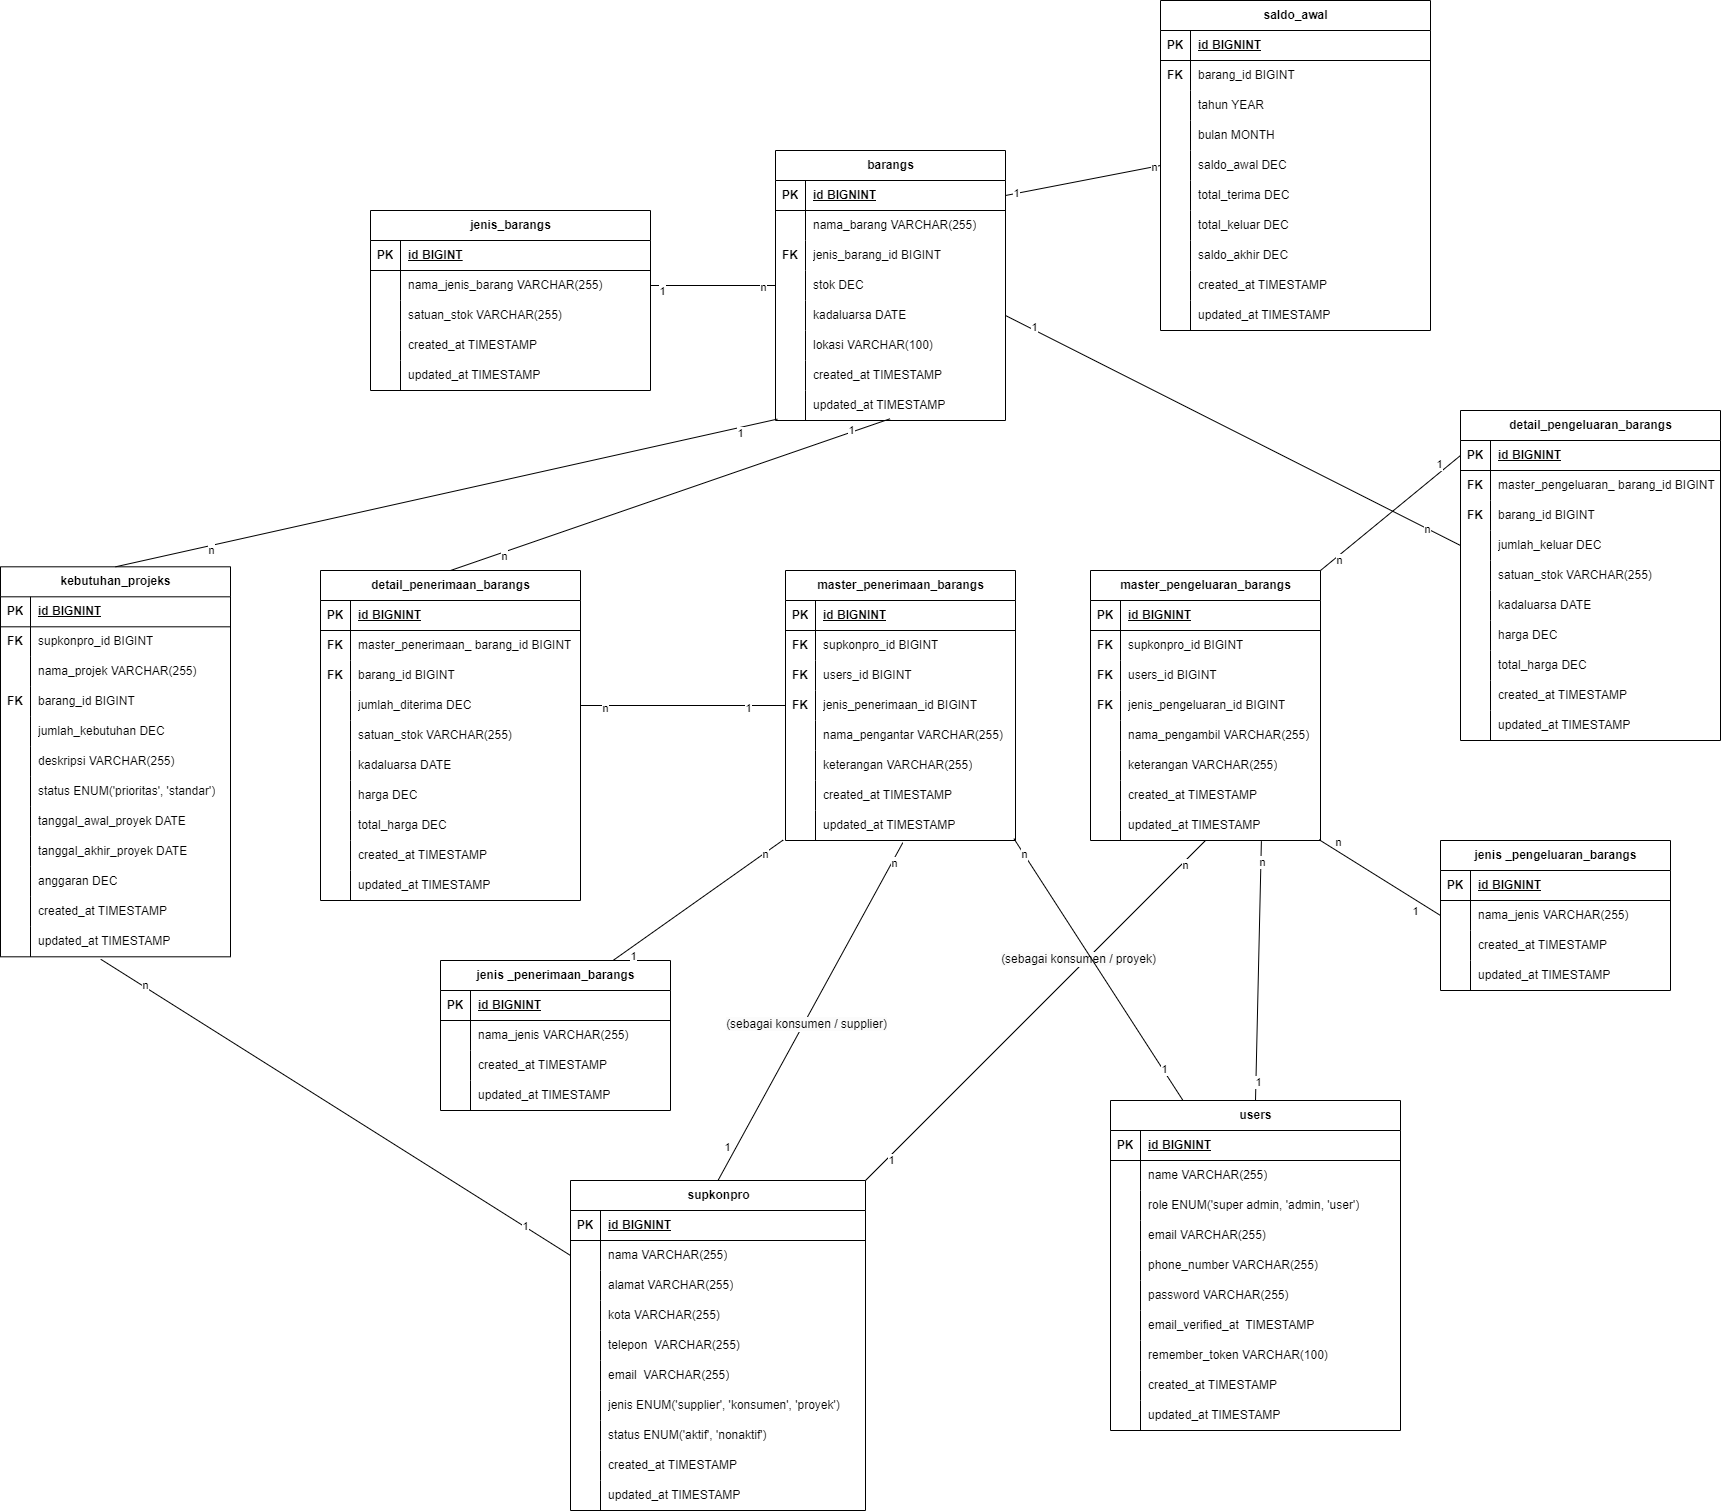 saldo_awal
PK id BIGNINT
FK barang_id BIGINT
tahun YEAR
bulan MONTH
saldo_awal DEC
total_terima DEC
total_keluar DEC
saldo_akhir DEC
created_at TIMESTAMP
updated_at TIMESTAMP
barangs
PK id BIGNINT
nama_barang VARCHAR(255)
FK jenis_barang_id BIGINT
stok DEC
kadaluarsa DATE
lokasi VARCHAR(100)
created_at TIMESTAMP
updated_at TIMESTAMP
1
n
jenis_barangs
PK id BIGINT
nama_jenis_barang VARCHAR(255)
satuan_stok VARCHAR(255)
created_at TIMESTAMP
updated_at TIMESTAMP
1
n
1
n
1
n
1
n
detail_pengeluaran_barangs
PK id BIGNINT
FK master_pengeluaran_ barang_id BIGINT
FK barang_id BIGINT
jumlah_keluar DEC
satuan_stok VARCHAR(255)
kadaluarsa DATE
harga DEC
total_harga DEC
created_at TIMESTAMP
updated_at TIMESTAMP
1
n
kebutuhan_projeks
PK id BIGNINT
FK supkonpro_id BIGINT
nama_projek VARCHAR(255)
FK barang_id BIGINT
jumlah_kebutuhan DEC
deskripsi VARCHAR(255)
status ENUM('prioritas', 'standar')
tanggal_awal_proyek DATE
tanggal_akhir_proyek DATE
anggaran DEC
created_at TIMESTAMP
updated_at TIMESTAMP
detail_penerimaan_barangs
PK id BIGNINT
FK master_penerimaan_ barang_id BIGINT
FK barang_id BIGINT
jumlah_diterima DEC
satuan_stok VARCHAR(255)
kadaluarsa DATE
harga DEC
total_harga DEC
created_at TIMESTAMP
updated_at TIMESTAMP
n
1
master_penerimaan_barangs
PK id BIGNINT
FK supkonpro_id BIGINT
FK users_id BIGINT
FK jenis_penerimaan_id BIGINT
nama_pengantar VARCHAR(255)
keterangan VARCHAR(255)
created_at TIMESTAMP
updated_at TIMESTAMP
master_pengeluaran_barangs
PK id BIGNINT
FK supkonpro_id BIGINT
FK users_id BIGINT
FK jenis_pengeluaran_id BIGINT
nama_pengambil VARCHAR(255)
keterangan VARCHAR(255)
created_at TIMESTAMP
updated_at TIMESTAMP
n
1
n
1
n
1
n
1
n
1
n
1
n
1
(sebagai konsumen / proyek)
(sebagai konsumen / supplier)
jenis _pengeluaran_barangs
PK id BIGNINT
nama_jenis VARCHAR(255)
created_at TIMESTAMP
updated_at TIMESTAMP
jenis _penerimaan_barangs
PK id BIGNINT
nama_jenis VARCHAR(255)
created_at TIMESTAMP
updated_at TIMESTAMP
users
PK id BIGNINT
name VARCHAR(255)
role ENUM('super admin, 'admin, 'user')
email VARCHAR(255)
phone_number VARCHAR(255)
password VARCHAR(255)
email_verified_at TIMESTAMP
remember_token VARCHAR(100)
created_at TIMESTAMP
updated_at TIMESTAMP
supkonpro
PK id BIGNINT
nama VARCHAR(255)
alamat VARCHAR(255)
kota VARCHAR(255)
telepon VARCHAR(255)
email VARCHAR(255)
jenis ENUM('supplier', 'konsumen', 'proyek')
status ENUM('aktif', 'nonaktif')
created_at TIMESTAMP
updated_at TIMESTAMP